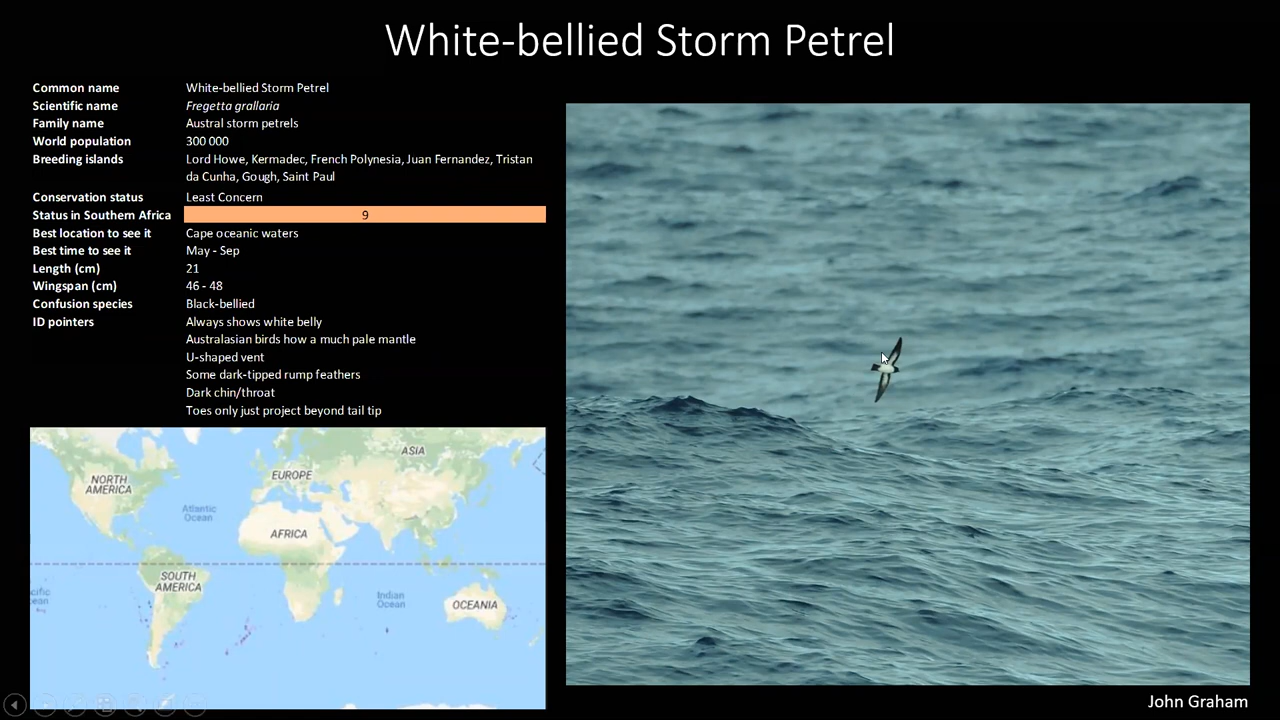 White-bellied Storm Petrel
Common name White-bellied Storm Petrel
Scientific name Fregetta grallaria
Family name Austral storm petrels
World population 300 000
Breeding islands Lord Howe, Kermadec, French Polynesia, Juan Fernandez, Tristan
da Cunha, Gough, Saint Paul
Conservation status Least Concern
Status in Southern Africa 9
Best location to see it Cape oceanic waters
Best time to see it May - Sep
Length (cm) 21
Wingspan (cm) 46 - 48
Confusion species Black-bellied
ID pointers Always shows white belly
Australasian birds how a much pale mantle
U-shaped vent
Some dark-tipped rump feathers
Dark chin/throat
Toes only just project beyond tail tip
ASIA
EUROPE
NORTH
AMERICA
Atlantic
Ocean
AFRICA
SOUTH
AMERICA
cific
ean
Indian
Ocean
OCEANIA
John Graham